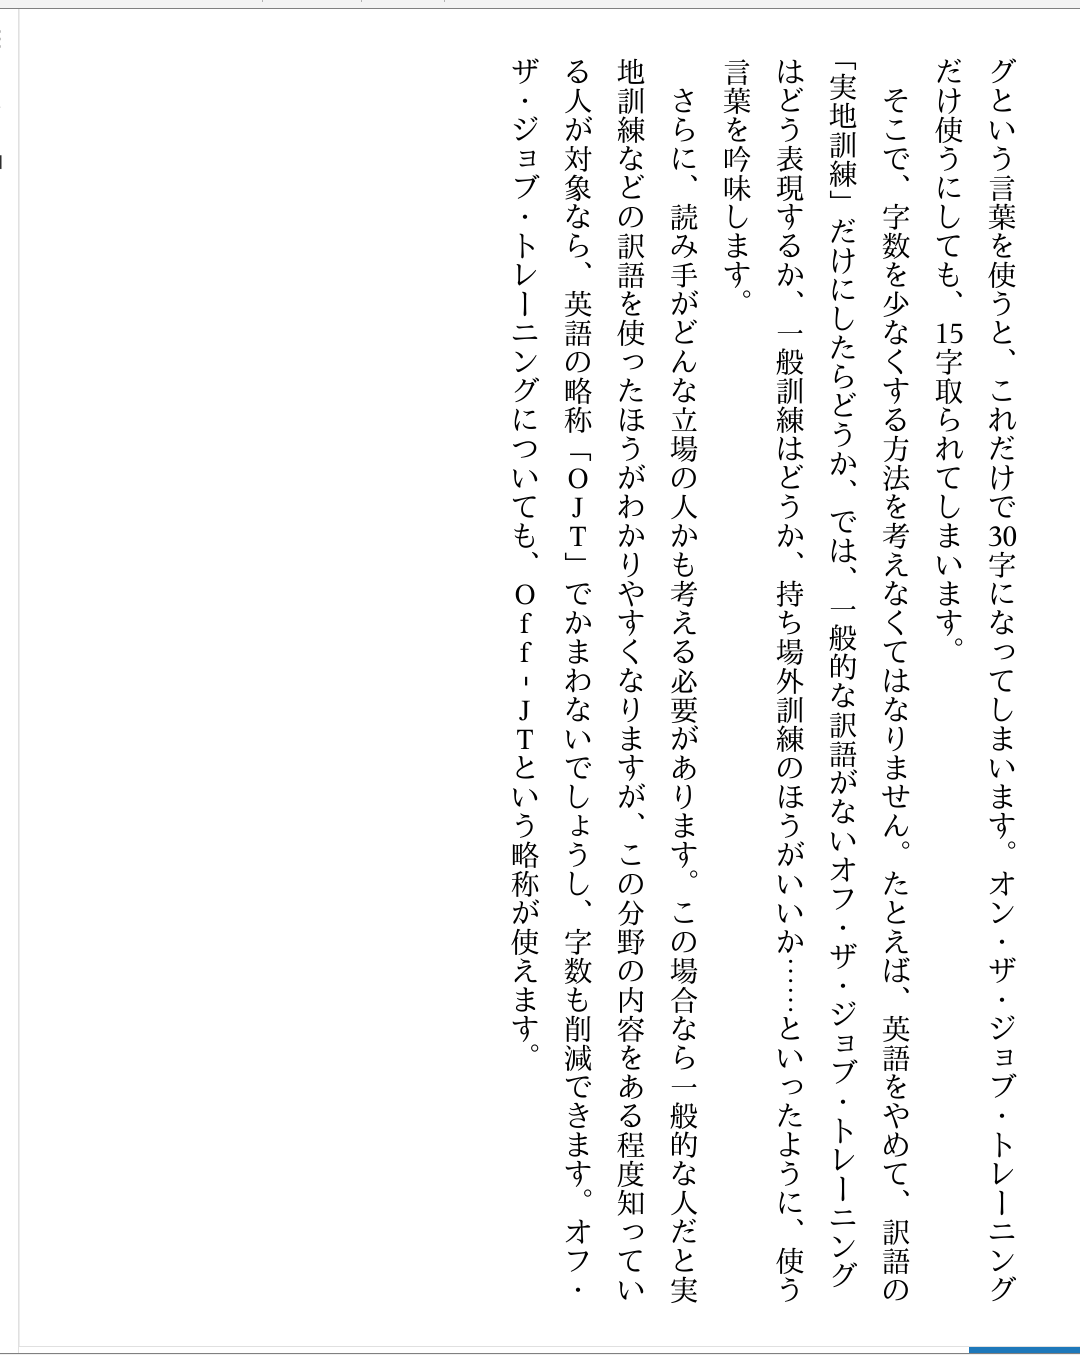 グという言葉を使うと、これだけで30字になってしまいます。オン・ザ・ジョブ・トレーニング
だけ使うにしても、15字取られてしまいます。
そこで、字数を少なくする方法を考えなくてはなりません。たとえば、英語をやめて、訳語の
「実地訓練」だけにしたらどうか、では、一般的な訳語がないオフ・ザ・ジョブ・トレーニング
はどう表現するか、一般訓練はどうか、持ち場外訓練のほうがいいか……といったように、使う
言葉を吟味します。
さらに、読み手がどんな立場の人かも考える必要があります。この場合なら一般的な人だと実
地訓練などの訳語を使ったほうがわかりやすくなりますが、この分野の内容をある程度知ってい
る人が対象なら、英語の略称「OJT」でかまわないでしょうし、字数も削減できます。オフ・
ザ・ジョブ・トレーニングについても、Off-JTという略称が使えます。